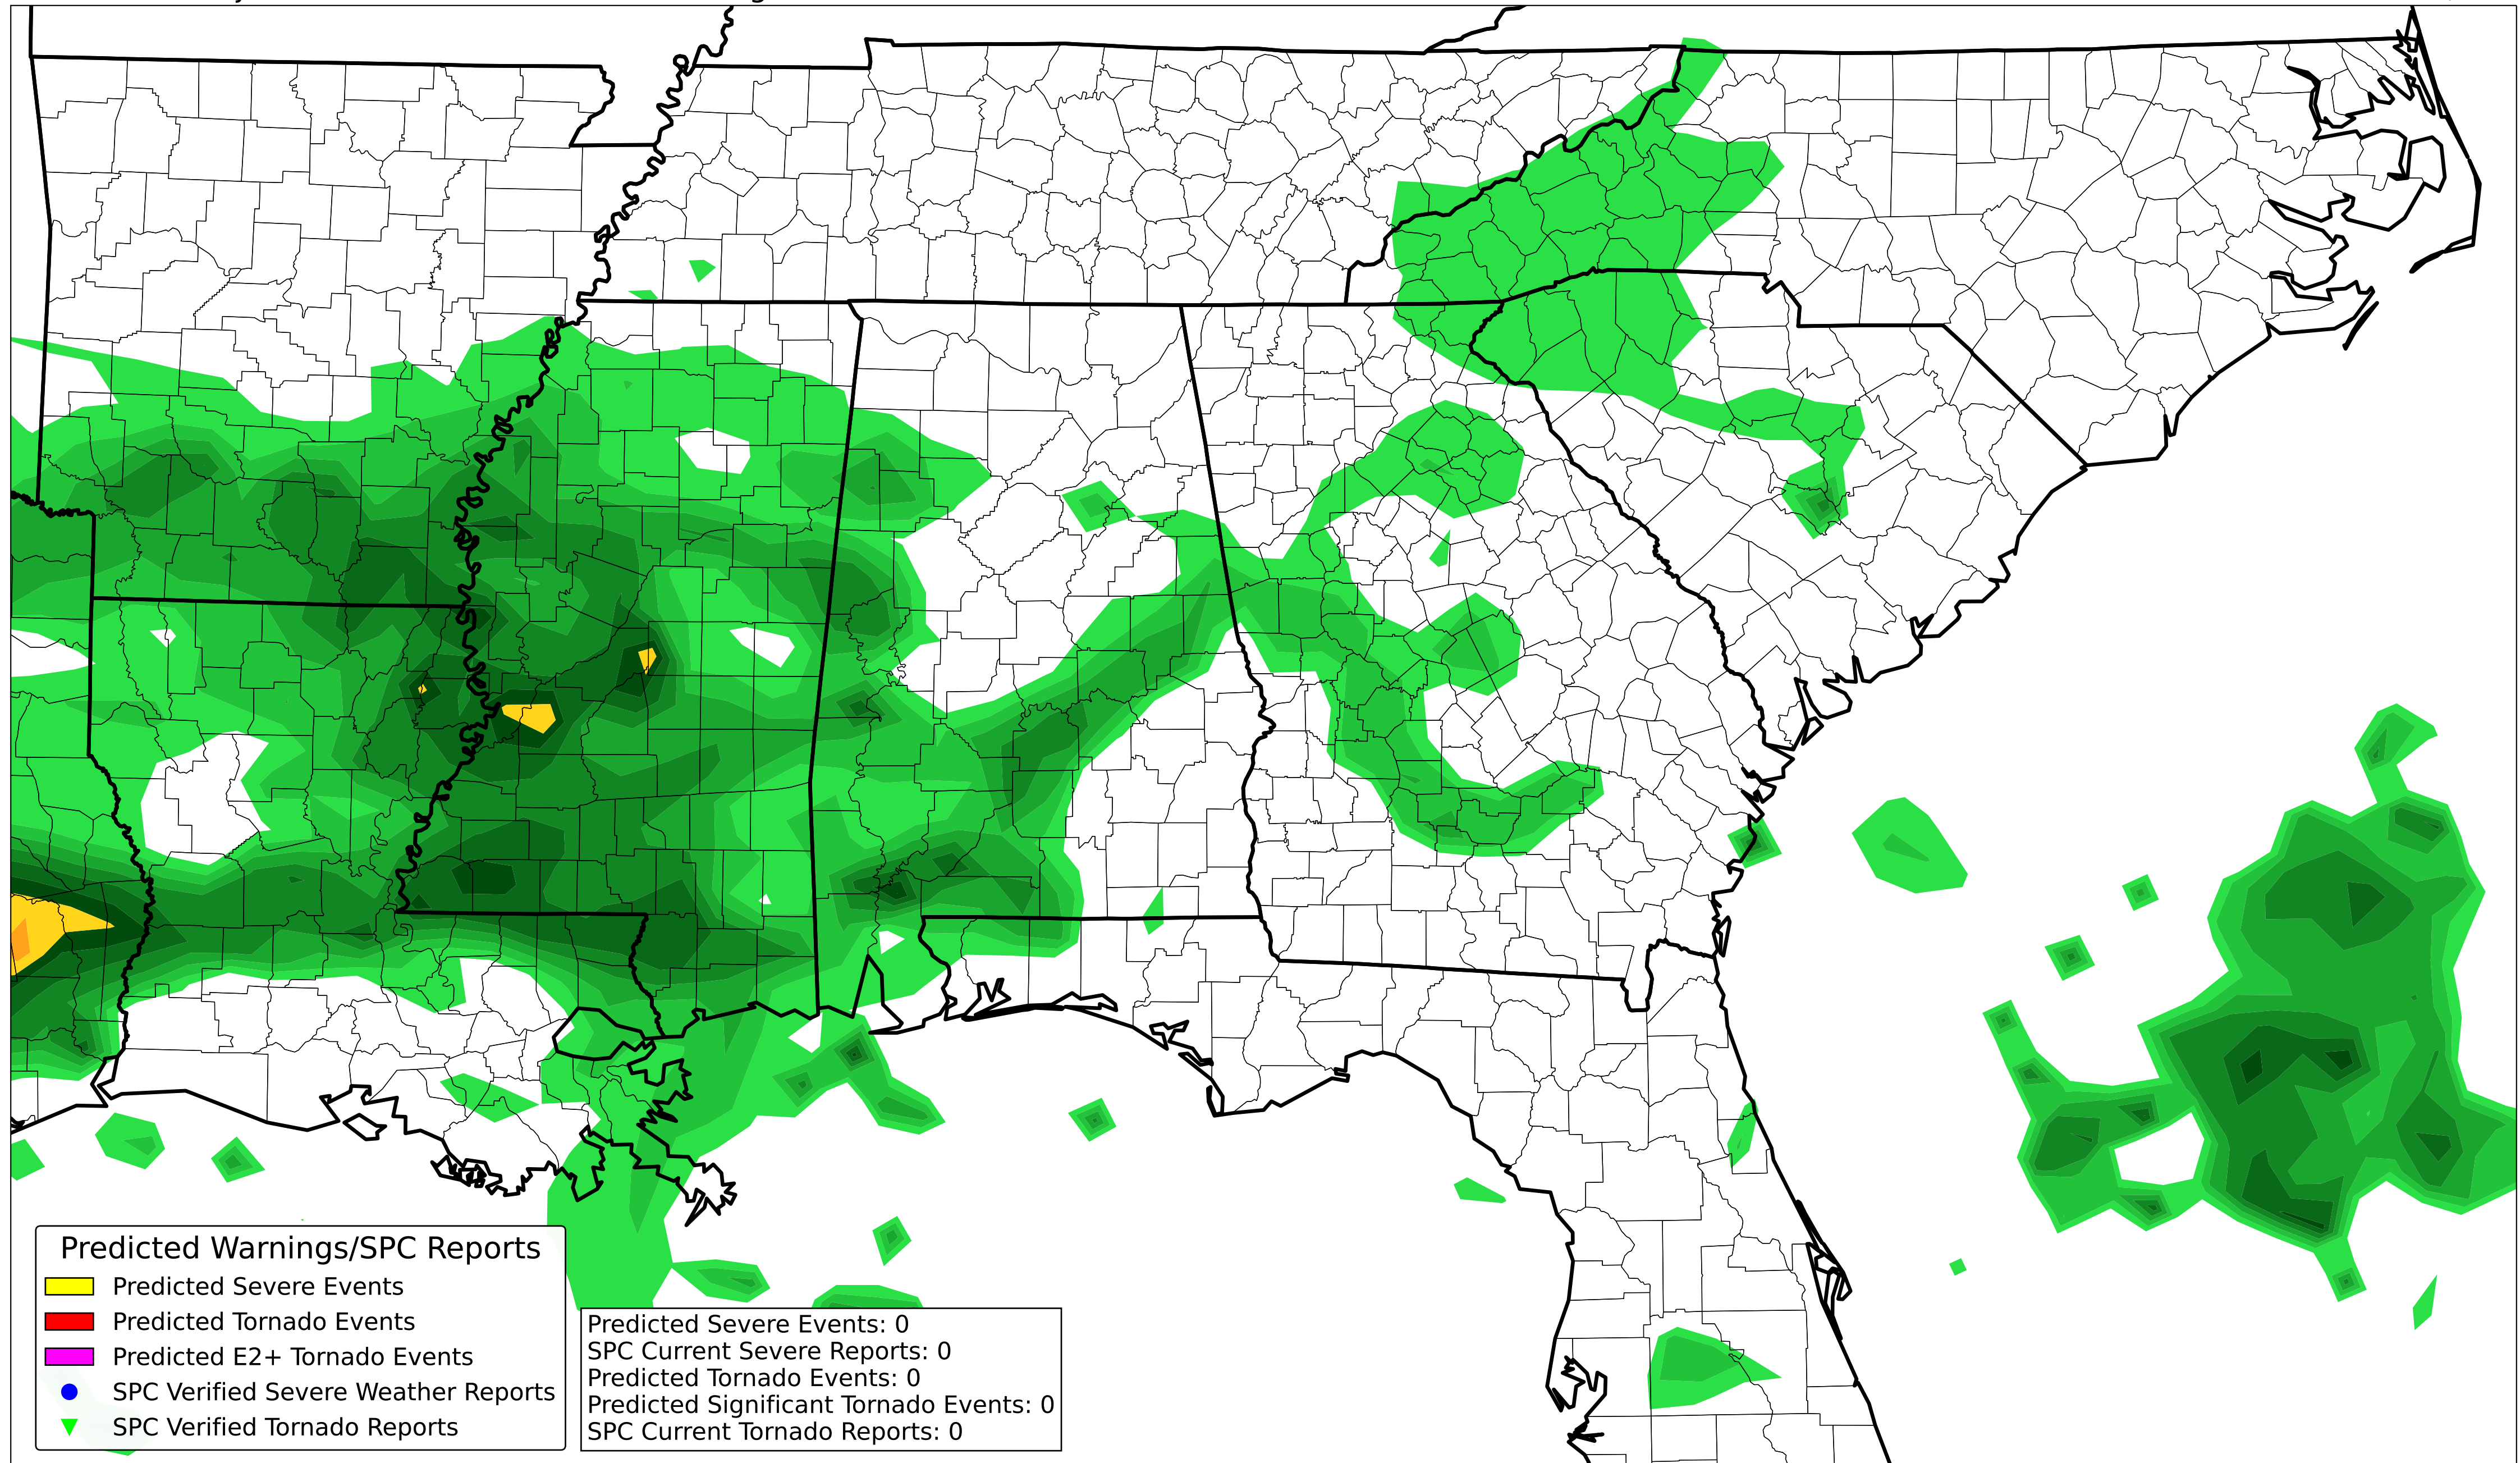 Predicted Warnings/SPC Reports
Predicted Severe Events
Predicted Tornado Events
Predicted E2+ Tornado Events
SPC Verified Severe Weather Reports
SPC Verified Tornado Reports
Predicted Severe Events: 0
SPC Current Severe Reports: 0
Predicted Tornado Events: 0
Predicted Significant Tornado Events: 0
SPC Current Tornado Reports: 0